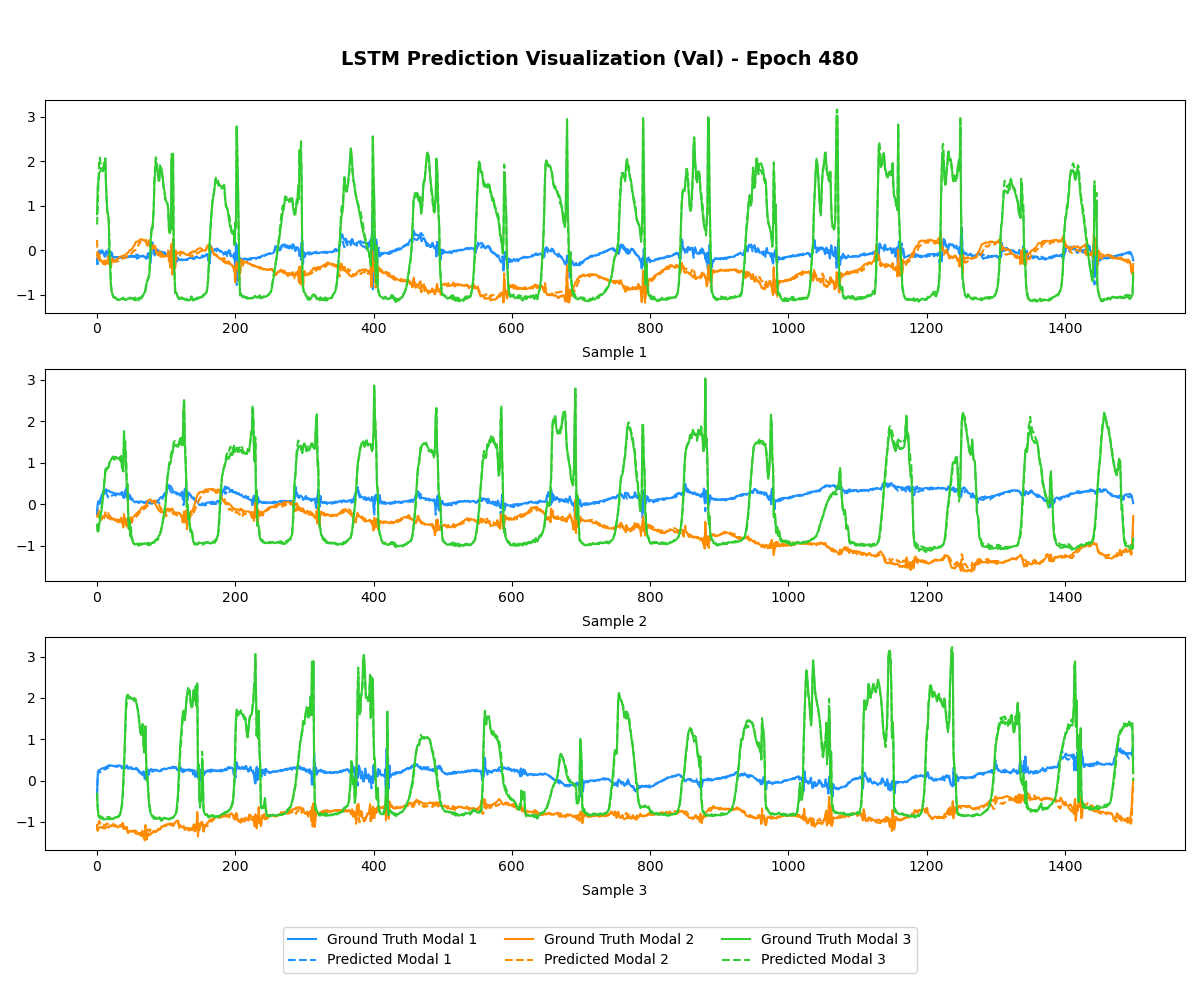 LSTM Prediction Visualization (Val) - Epoch 480
3
2
1
0
−1
0 200 400 600 800 1000 1200 1400
Sample 1
3
2
1
0
−1
0 200 400 600 800 1000 1200 1400
Sample 2
3
2
1
0
−1
0 200 400 600 800 1000 1200 1400
Sample 3
Ground Truth Modal 1 Ground Truth Modal 2 Ground Truth Modal 3
Predicted Modal 1 Predicted Modal 2 Predicted Modal 3